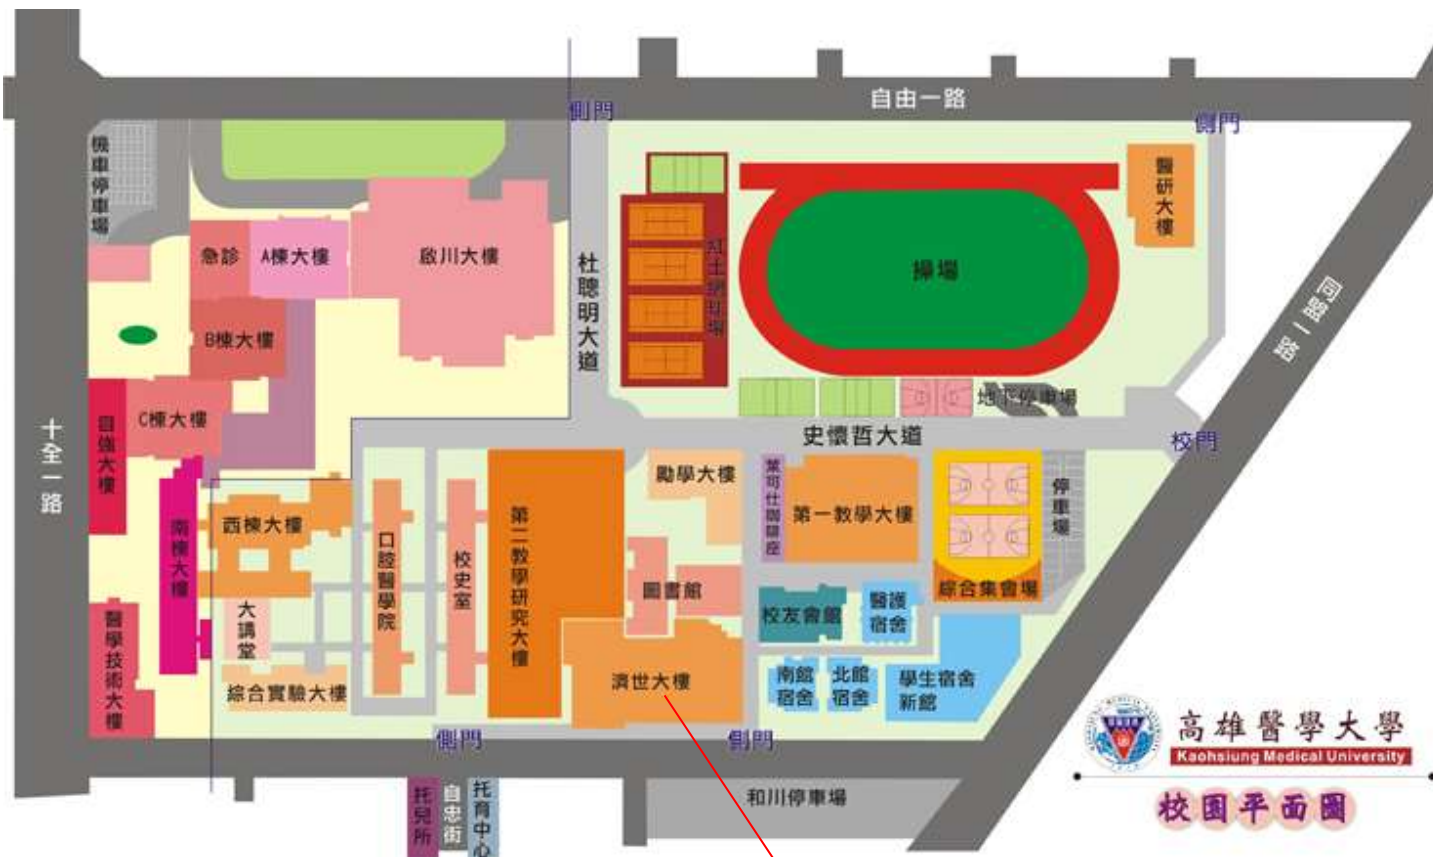 自由一路
側門
側門
機車停車場
醫研大樓
急診
A棟大樓
啟川大樓
杜聰明大道
紅土網球場
操場
同盟一路
B棟大樓
C棟大樓
自強大樓
十全一路
地下停車場
史懷哲大道
校門
南棟大樓
西棟大樓
口腔醫學院
校史室
第二教學研究大樓
勵學大樓
第一教學大樓
停車場
圖書館
綜合集會場
校友會館
醫護
宿舍
大講堂
醫學技術大樓
綜合實驗大樓
濟世大樓
南館
宿舍
北館
宿舍
學生宿舍
新館
側門
側門
托兒所
自忠街
托育中心
和川停車場
高雄醫學大學
Kaohsiung Medical University
校園平面圖